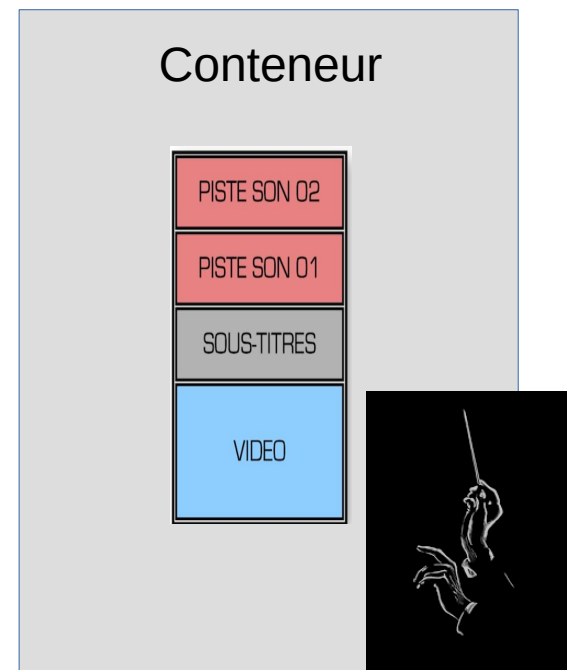 Conteneur
PISTE SON 02
PISTE SON 01
SOUS-TITRES
VIDEO